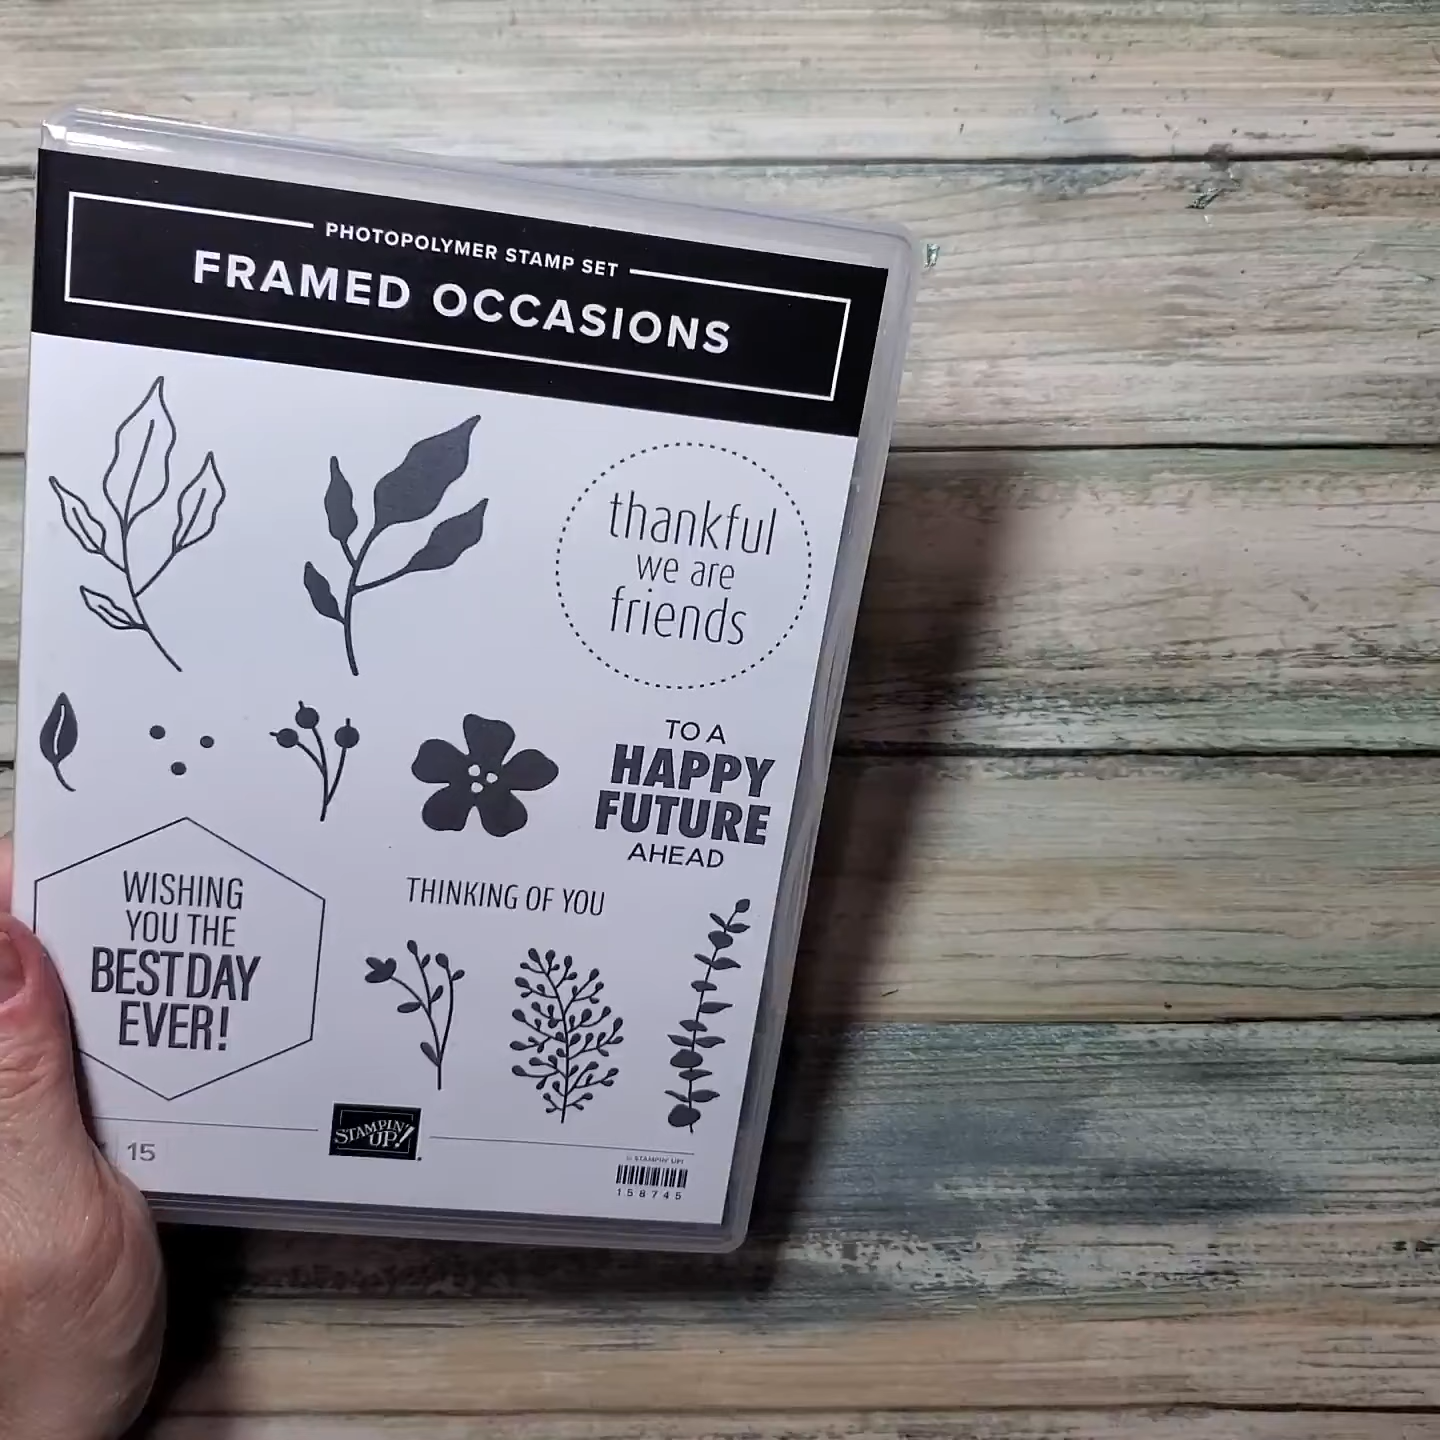 PHOTOPOLYMER STAMP SET
FRAMED OCCASIONS
thankful
we are
friends
TO A
HAPPY
FUTURE
AHEAD
WISHING
YOU THE
BEST DAY
EVER!
THINKING OF YOU
15
STAMPIN'
UP!
© STAMPIN' UP!
158745